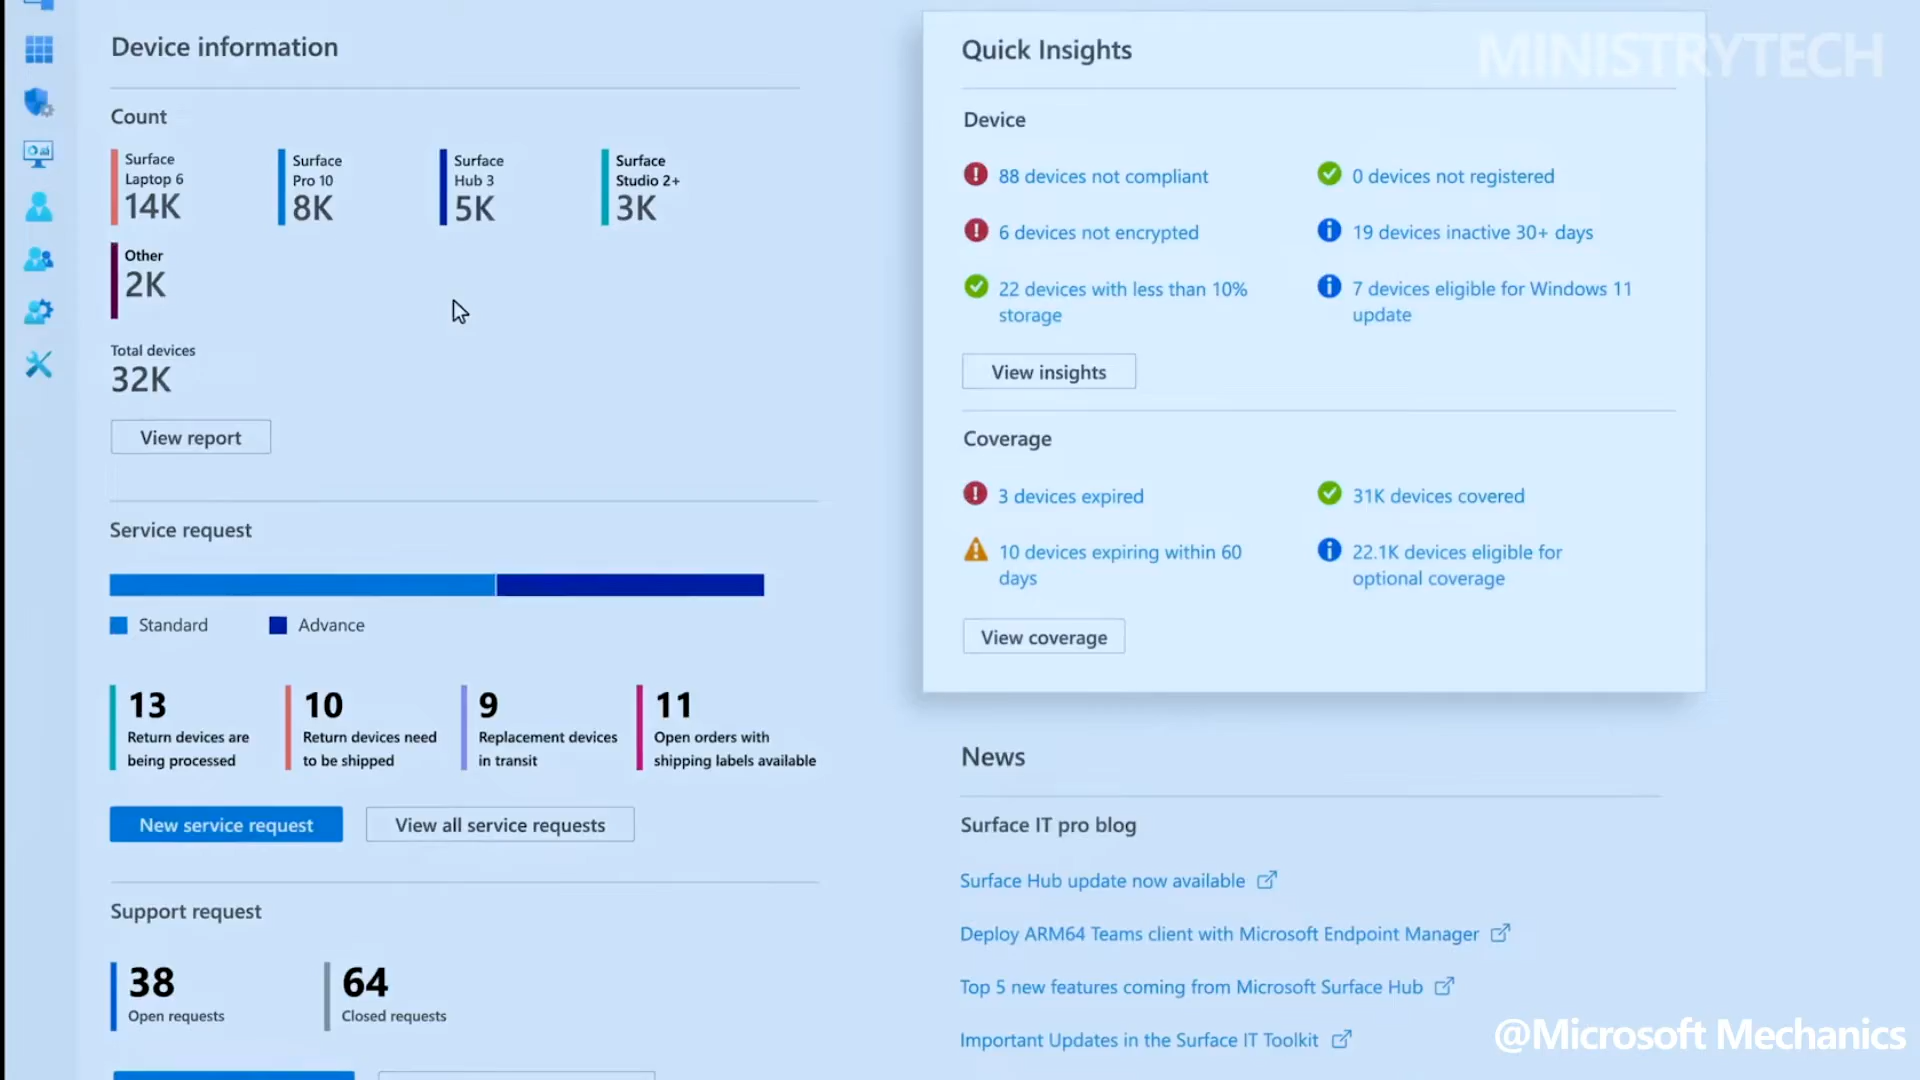 Device information
Count
Surface
Laptop 6
14K
Surface
Pro 10
8K
Surface
Hub 3
5K
Surface
Studio 2+
3K
Other
2K
Total devices
32K
View report
Service request
Standard
Advance
13
Return devices are
being processed
10
Return devices need
to be shipped
9
Replacement devices
in transit
11
Open orders with
shipping labels available
New service request
View all service requests
Support request
38
Open requests
64
Closed requests
Quick Insights
MINISTRYTECH
Device
88 devices not compliant
0 devices not registered
6 devices not encrypted
19 devices inactive 30+ days
22 devices with less than 10%
storage
7 devices eligible for Windows 11
update
View insights
Coverage
3 devices expired
31K devices covered
10 devices expiring within 60
days
22.1K devices eligible for
optional coverage
View coverage
News
Surface IT pro blog
Surface Hub update now available
Deploy ARM64 Teams client with Microsoft Endpoint Manager
Top 5 new features coming from Microsoft Surface Hub
Important Updates in the Surface IT Toolkit
@Microsoft Mechanics